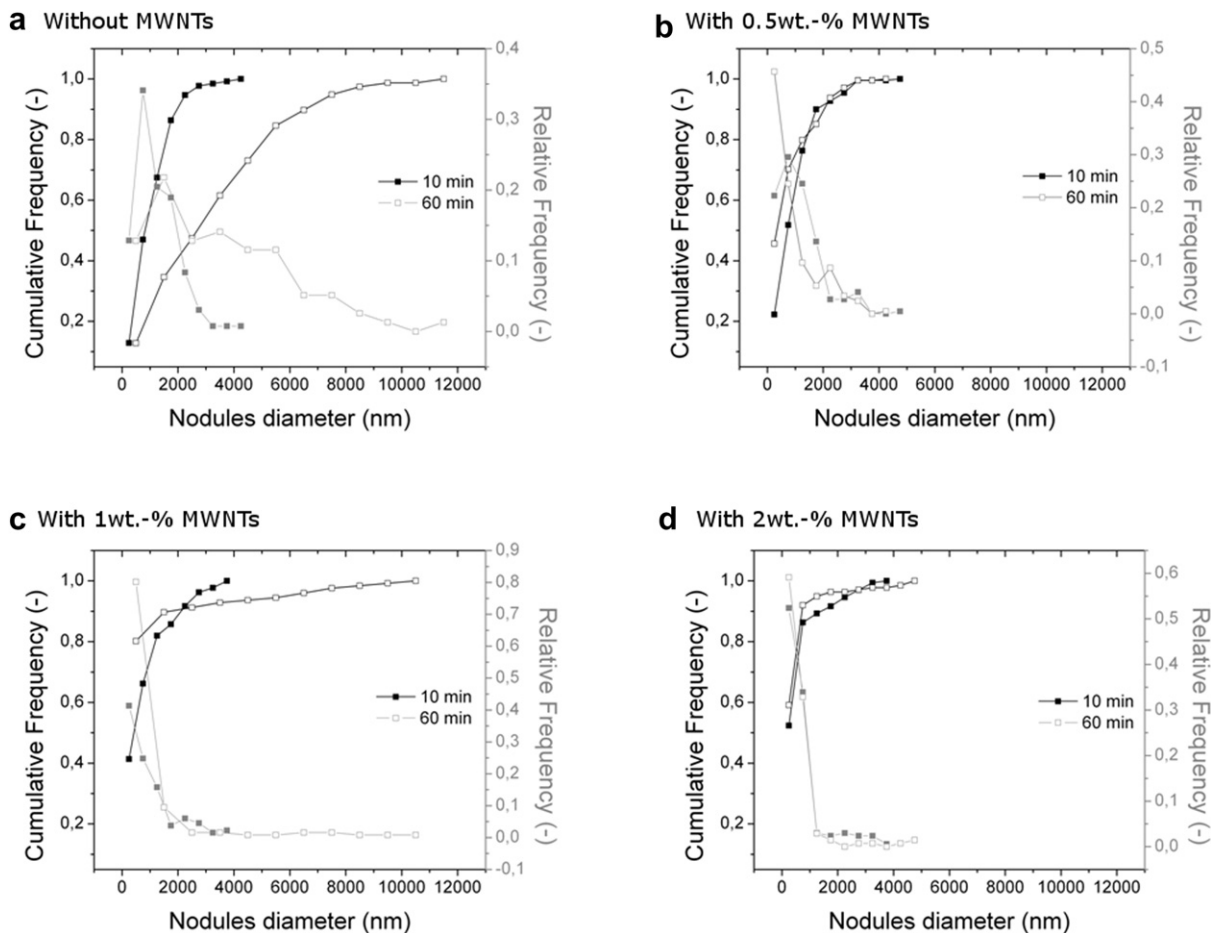 a Without MWNTs
Cumulative Frequency (-)
1,0
0,8
0,6
0,4
0,2
0,4
0,3
0,2
0,1
0,0
Relative Frequency (-)
10 min
60 min
0 2000 4000 6000 8000 10000 12000
Nodules diameter (nm)
b With 0.5wt.-% MWNTs
Cumulative Frequency (-)
1,0
0,8
0,6
0,4
0,2
0,5
0,4
0,3
0,2
0,1
0,0
-0,1
Relative Frequency (-)
10 min
60 min
0 2000 4000 6000 8000 10000 12000
Nodules diameter (nm)
c With 1wt.-% MWNTs
Cumulative Frequency (-)
1,0
0,8
0,6
0,4
0,2
0,9
0,8
0,7
0,6
0,5
0,4
0,3
0,2
0,1
0,0
-0,1
Relative Frequency (-)
10 min
60 min
0 2000 4000 6000 8000 10000 12000
Nodules diameter (nm)
d With 2wt.-% MWNTs
Cumulative Frequency (-)
1,0
0,8
0,6
0,4
0,2
0,6
0,5
0,4
0,3
0,2
0,1
0,0
Relative Frequency (-)
10 min
60 min
0 2000 4000 6000 8000 10000 12000
Nodules diameter (nm)